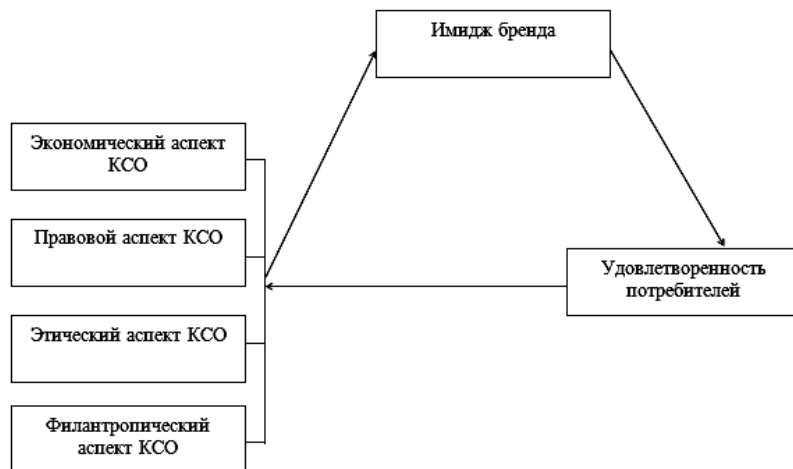 Имидж бренда
Экономический аспект
КСО
Правовой аспект КСО
Удовлетворенность
потребителей
Этический аспект КСО
Филантропический
аспект КСО